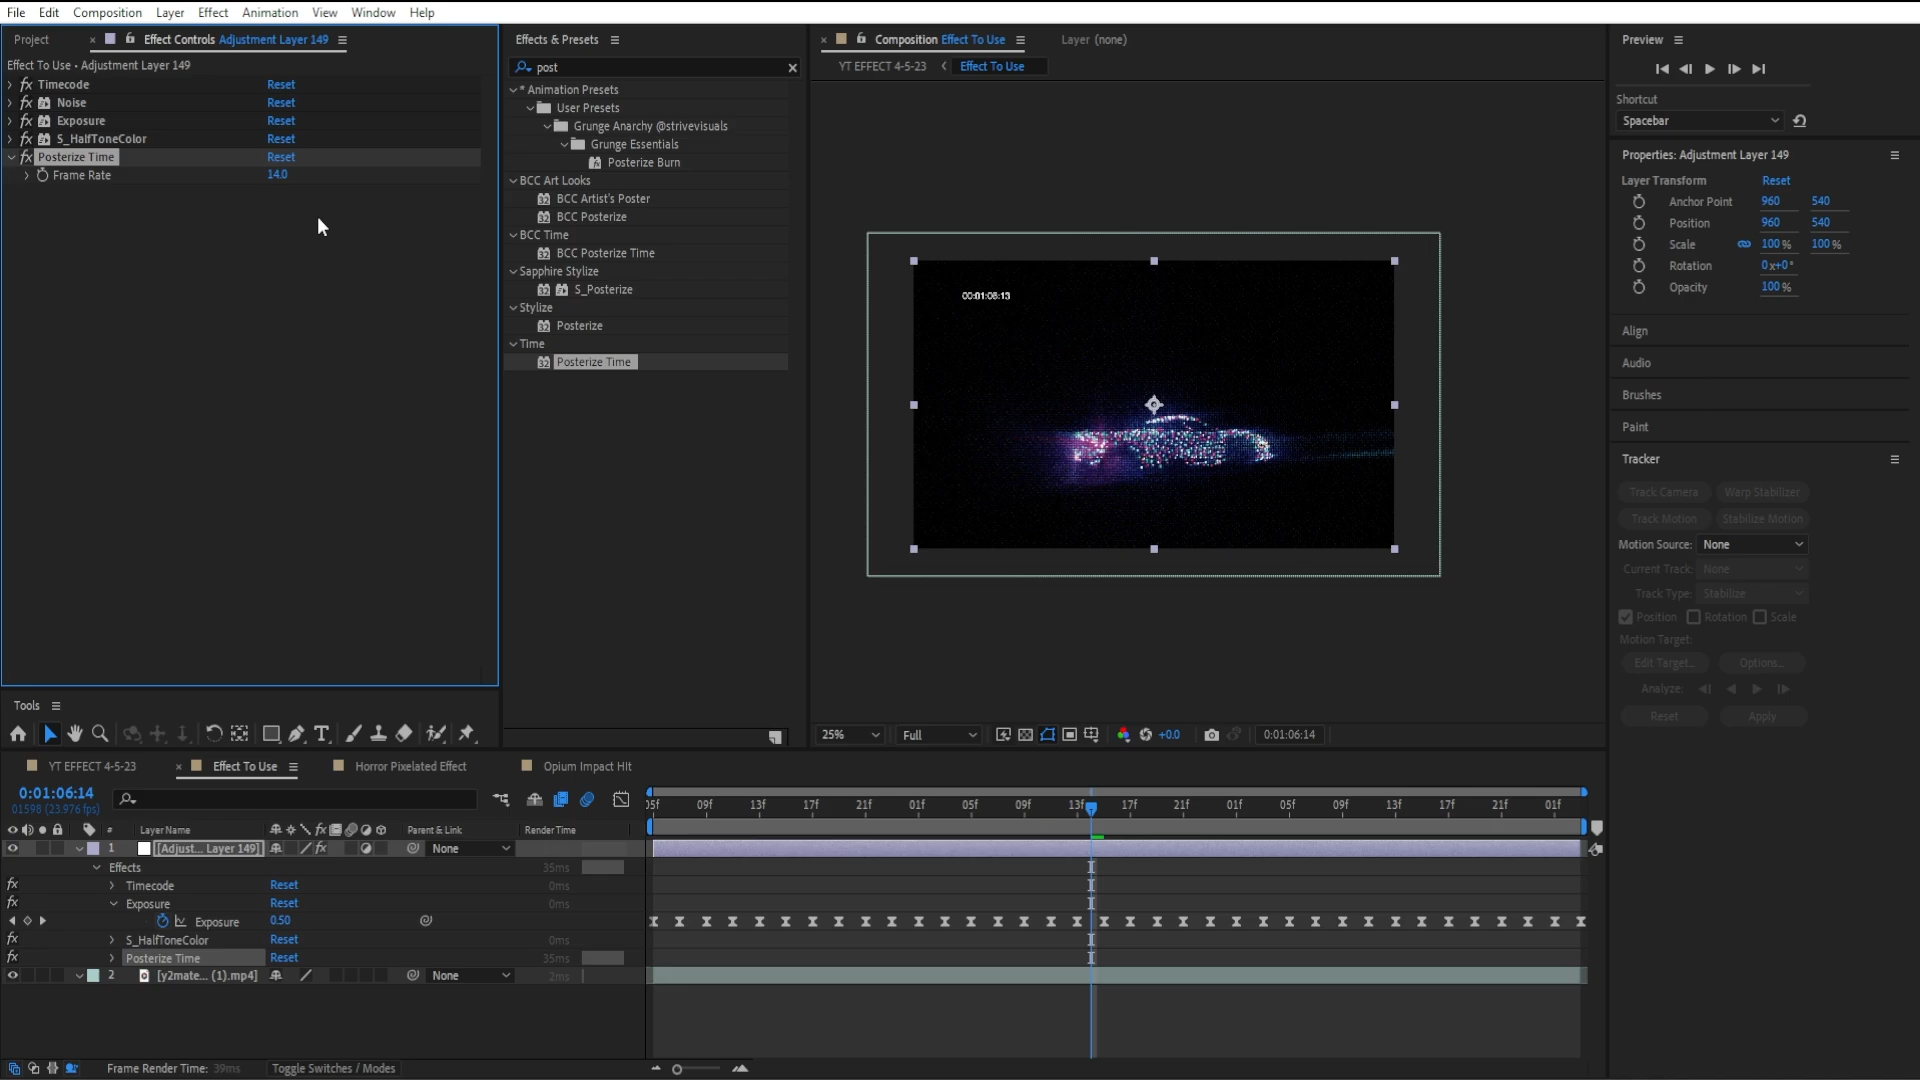 File Edit Composition Layer Effect Animation View Window Help
Project × Effect Controls Adjustment Layer 149
Effect To Use • Adjustment Layer 149
fx Timecode Reset
fx Noise Reset
fx Exposure Reset
fx S_HalfToneColor Reset
fx Posterize Time Reset
Frame Rate 14.0
Effects & Presets
post
* Animation Presets
User Presets
Grunge Anarchy @strivevisuals
Grunge Essentials
Posterize Burn
BCC Art Looks
BCC Artist's Poster
BCC Posterize
BCC Time
BCC Posterize Time
Sapphire Stylize
S_Posterize
Stylize
Posterize
Time
Posterize Time
Composition Effect To Use Layer (none)
YT EFFECT 4-5-23 < Effect To Use
00:01:06:13
25% Full +0.0 0:01:06:14
Preview
Shortcut
Spacebar
Properties: Adjustment Layer 149
Layer Transform Reset
Anchor Point 960 540
Position 960 540
Scale 100 % 100 %
Rotation 0x+0°
Opacity 100 %
Align
Audio
Brushes
Paint
Tracker
Track Camera Warp Stabilizer
Track Motion Stabilize Motion
Motion Source: None
Current Track: None
Track Type: Stabilize
Position Rotation Scale
Motion Target:
Edit Target... Options...
Analyze:
Reset Apply
Tools
YT EFFECT 4-5-23 × Effect To Use Horror Pixelated Effect Opium Impact HIt
0:01:06:14
01598 (23.976 fps)
05f 09f 13f 17f 21f 01f 05f 09f 13f 17f 21f 01f 05f 09f 13f 17f 21f 01f
# Layer Name Parent & Link Render Time
1 [Adjust... Layer 149] None
Effects 35ms
fx Timecode Reset 0ms
fx Exposure Reset 0ms
Exposure 0.50
fx S_HalfToneColor Reset 0ms
fx Posterize Time Reset 35ms
2 [y2mate... (1).mp4] None 2ms
Frame Render Time: 39ms Toggle Switches / Modes